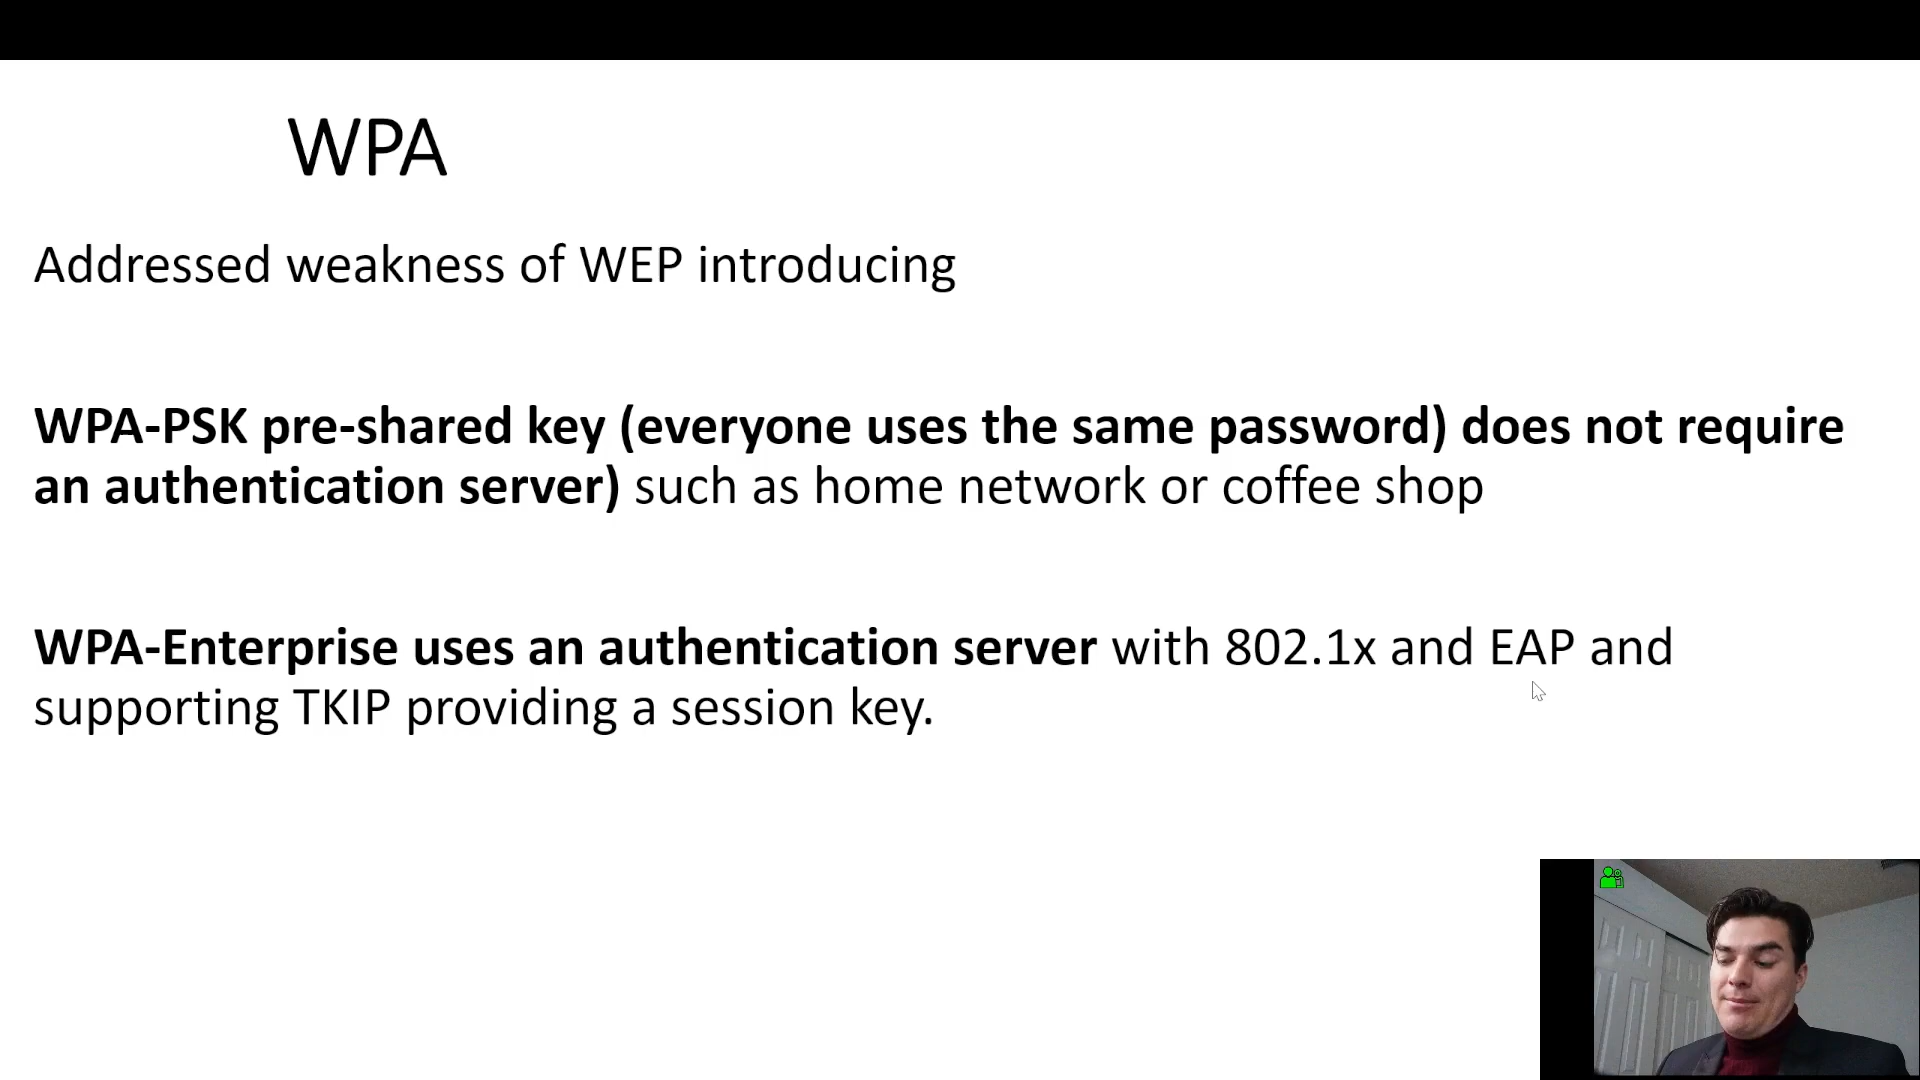 WPA
Addressed weakness of WEP introducing
WPA-PSK pre-shared key (everyone uses the same password) does not require
an authentication server) such as home network or coffee shop
WPA-Enterprise uses an authentication server with 802.1x and EAP and
supporting TKIP providing a session key.